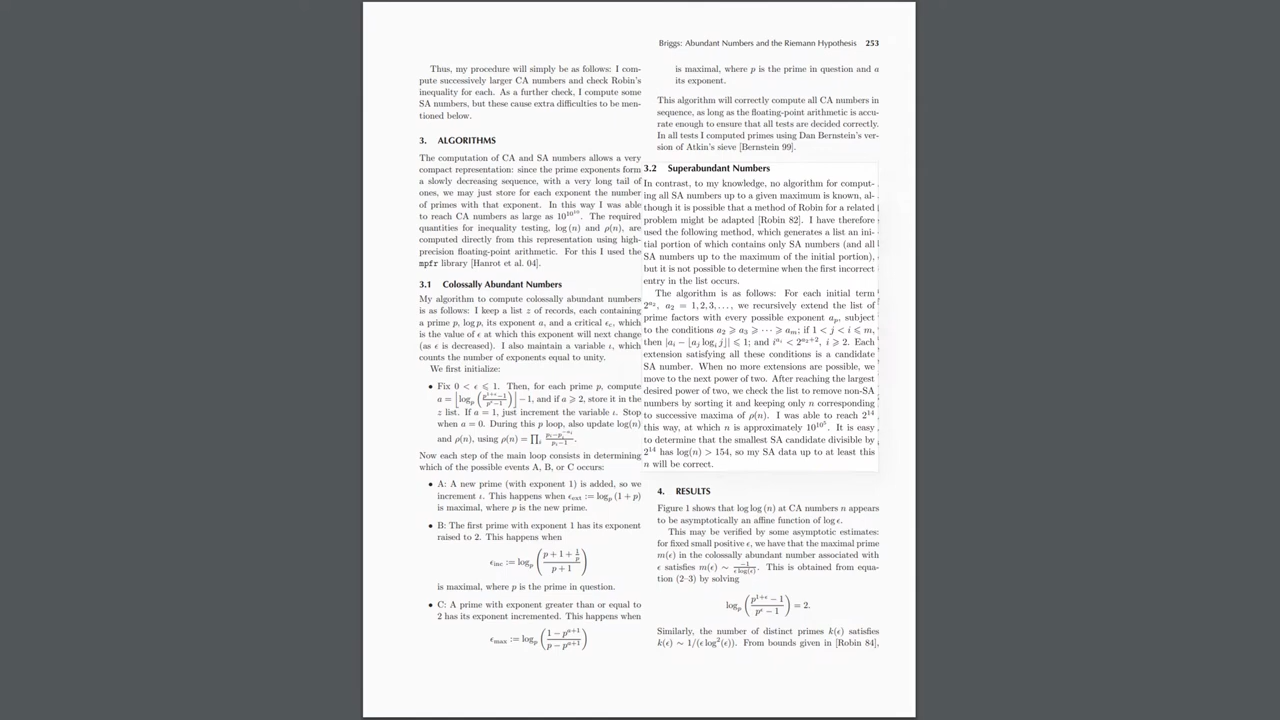 Briggs: Abundant Numbers and the Riemann Hypothesis 253
Thus, my procedure will simply be as follows: I com-
pute successively larger CA numbers and check Robin's
inequality for each. As a further check, I compute some
SA numbers, but these cause extra difficulties to be men-
tioned below.
3. ALGORITHMS
The computation of CA and SA numbers allows a very
compact representation: since the prime exponents form
a slowly decreasing sequence, with a very long tail of
ones, we may just store for each exponent the number
of primes with that exponent. In this way I was able
to reach CA numbers as large as 10^{10^{10}}. The required
quantities for inequality testing, log(n) and ρ(n), are
computed directly from this representation using high-
precision floating-point arithmetic. For this I used the
mpfr library [Hanrot et al. 04].
3.1 Colossally Abundant Numbers
My algorithm to compute colossally abundant numbers
is as follows: I keep a list z of records, each containing
a prime p, log p, its exponent a, and a critical ϵ_c, which
is the value of ϵ at which this exponent will next change
(as ϵ is decreased). I also maintain a variable ι, which
counts the number of exponents equal to unity.
We first initialize:
• Fix 0 < ϵ ⩽ 1. Then, for each prime p, compute
a = ⌊log_p((p^{1+ϵ}−1)/(p^ϵ−1))⌋ − 1, and if a ⩾ 2, store it in the
z list. If a = 1, just increment the variable ι. Stop
when a = 0. During this p loop, also update log(n)
and ρ(n), using ρ(n) = ∏_i (p_i−p_i^{−a_i})/(p_i−1).
Now each step of the main loop consists in determining
which of the possible events A, B, or C occurs:
• A: A new prime (with exponent 1) is added, so we
increment ι. This happens when ϵ_ext := log_p (1 + p)
is maximal, where p is the new prime.
• B: The first prime with exponent 1 has its exponent
raised to 2. This happens when
ϵ_inc := log_p ((p + 1 + 1/p)/(p + 1))
is maximal, where p is the prime in question.
• C: A prime with exponent greater than or equal to
2 has its exponent incremented. This happens when
ϵ_max := log_p ((1 − p^{a+1})/(p − p^{a+1}))
is maximal, where p is the prime in question and a
its exponent.
This algorithm will correctly compute all CA numbers in
sequence, as long as the floating-point arithmetic is accu-
rate enough to ensure that all tests are decided correctly.
In all tests I computed primes using Dan Bernstein's ver-
sion of Atkin's sieve [Bernstein 99].
3.2 Superabundant Numbers
In contrast, to my knowledge, no algorithm for comput-
ing all SA numbers up to a given maximum is known, al-
though it is possible that a method of Robin for a related
problem might be adapted [Robin 82]. I have therefore
used the following method, which generates a list an ini-
tial portion of which contains only SA numbers (and all
SA numbers up to the maximum of the initial portion),
but it is not possible to determine when the first incorrect
entry in the list occurs.
The algorithm is as follows: For each initial term
2^{a_2}, a_2 = 1, 2, 3, . . . , we recursively extend the list of
prime factors with every possible exponent a_p, subject
to the conditions a_2 ⩾ a_3 ⩾ · · · ⩾ a_m; if 1 < j < i ⩽ m,
then |a_i − ⌊a_j log_i j⌋| ⩽ 1; and i^{a_i} < 2^{a_2+2}, i ⩾ 2. Each
extension satisfying all these conditions is a candidate
SA number. When no more extensions are possible, we
move to the next power of two. After reaching the largest
desired power of two, we check the list to remove non-SA
numbers by sorting it and keeping only n corresponding
to successive maxima of ρ(n). I was able to reach 2^{14}
this way, at which n is approximately 10^{10^5}. It is easy
to determine that the smallest SA candidate divisible by
2^{14} has log(n) > 154, so my SA data up to at least this
n will be correct.
4. RESULTS
Figure 1 shows that log log (n) at CA numbers n appears
to be asymptotically an affine function of log ϵ.
This may be verified by some asymptotic estimates:
for fixed small positive ϵ, we have that the maximal prime
m(ϵ) in the colossally abundant number associated with
ϵ satisfies m(ϵ) ∼ −1/(ϵ log(ϵ)). This is obtained from equa-
tion (2–3) by solving
log_p ((p^{1+ϵ} − 1)/(p^ϵ − 1)) = 2.
Similarly, the number of distinct primes k(ϵ) satisfies
k(ϵ) ∼ 1/(ϵ log²(ϵ)). From bounds given in [Robin 84],